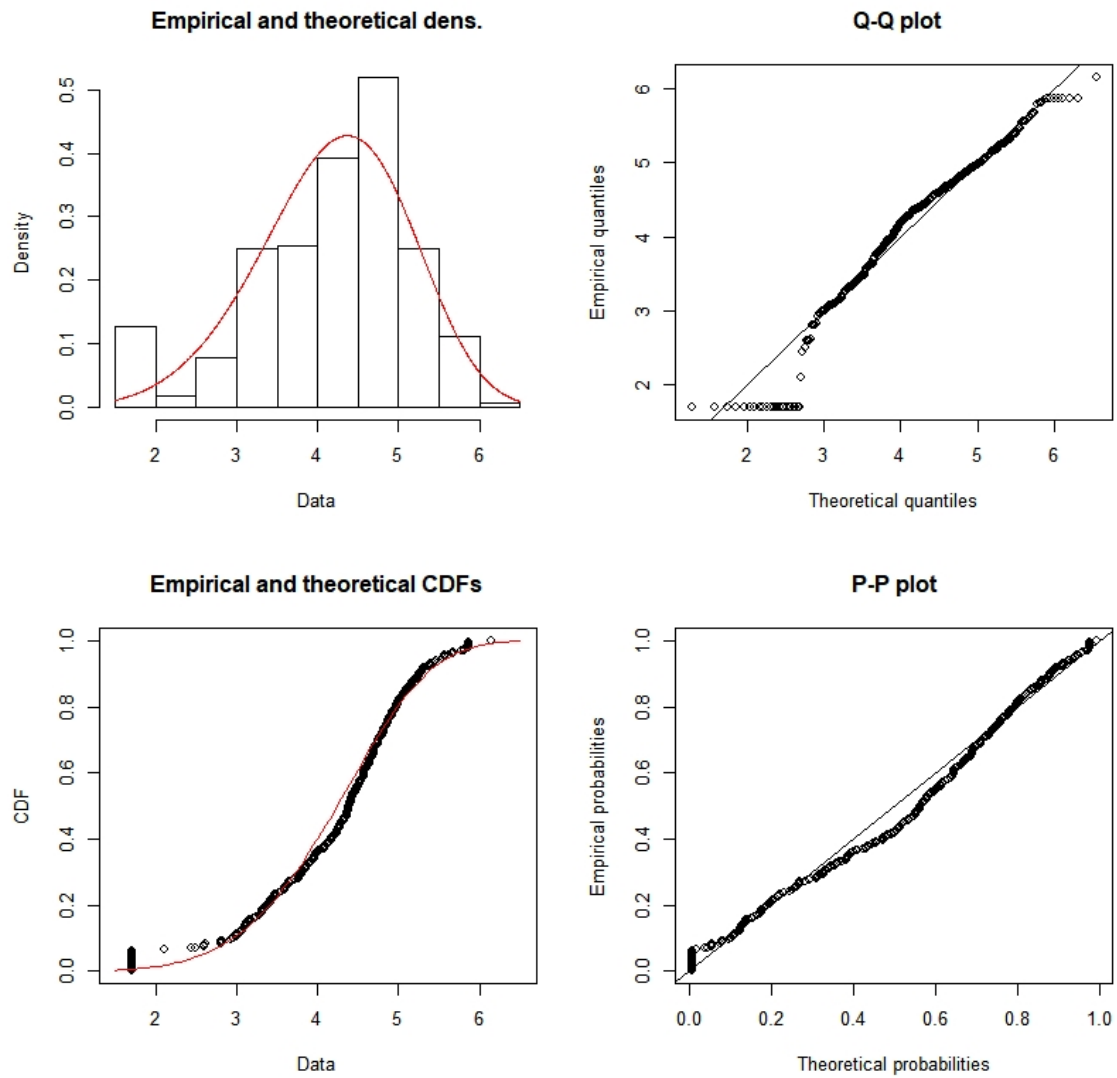 Empirical and theoretical dens.
Density
0.0 0.1 0.2 0.3 0.4 0.5
2 3 4 5 6
Data
Q-Q plot
Empirical quantiles
2 3 4 5 6
2 3 4 5 6
Theoretical quantiles
Empirical and theoretical CDFs
CDF
0.0 0.2 0.4 0.6 0.8 1.0
2 3 4 5 6
Data
P-P plot
Empirical probabilities
0.0 0.2 0.4 0.6 0.8 1.0
0.0 0.2 0.4 0.6 0.8 1.0
Theoretical probabilities